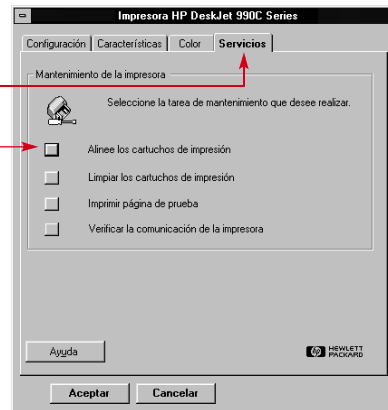 Impresora HP DeskJet 990C Series
Configuración Características Color Servicios
Mantenimiento de la impresora
Seleccione la tarea de mantenimiento que desee realizar.
Alinee los cartuchos de impresión
Limpiar los cartuchos de impresión
Imprimir página de prueba
Verificar la comunicación de la impresora
Ayuda
hp HEWLETT
PACKARD
Aceptar Cancelar